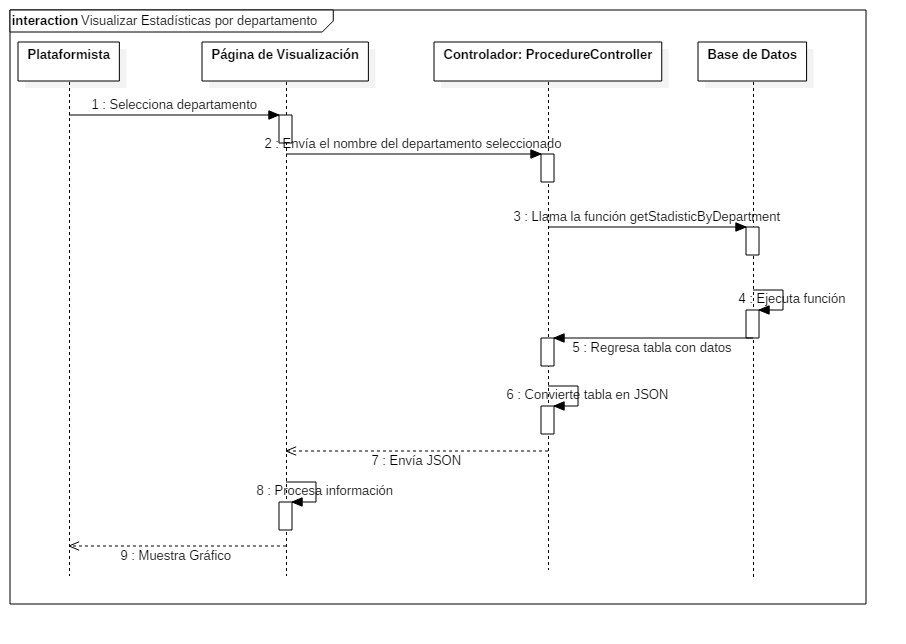 interaction Visualizar Estadísticas por departamento
Plataformista
Página de Visualización
Controlador: ProcedureController
Base de Datos
1 : Selecciona departamento
2 : Envía el nombre del departamento seleccionado
3 : Llama la función getStadisticByDepartment
4 : Ejecuta función
5 : Regresa tabla con datos
6 : Convierte tabla en JSON
7 : Envía JSON
8 : Procesa información
9 : Muestra Gráfico